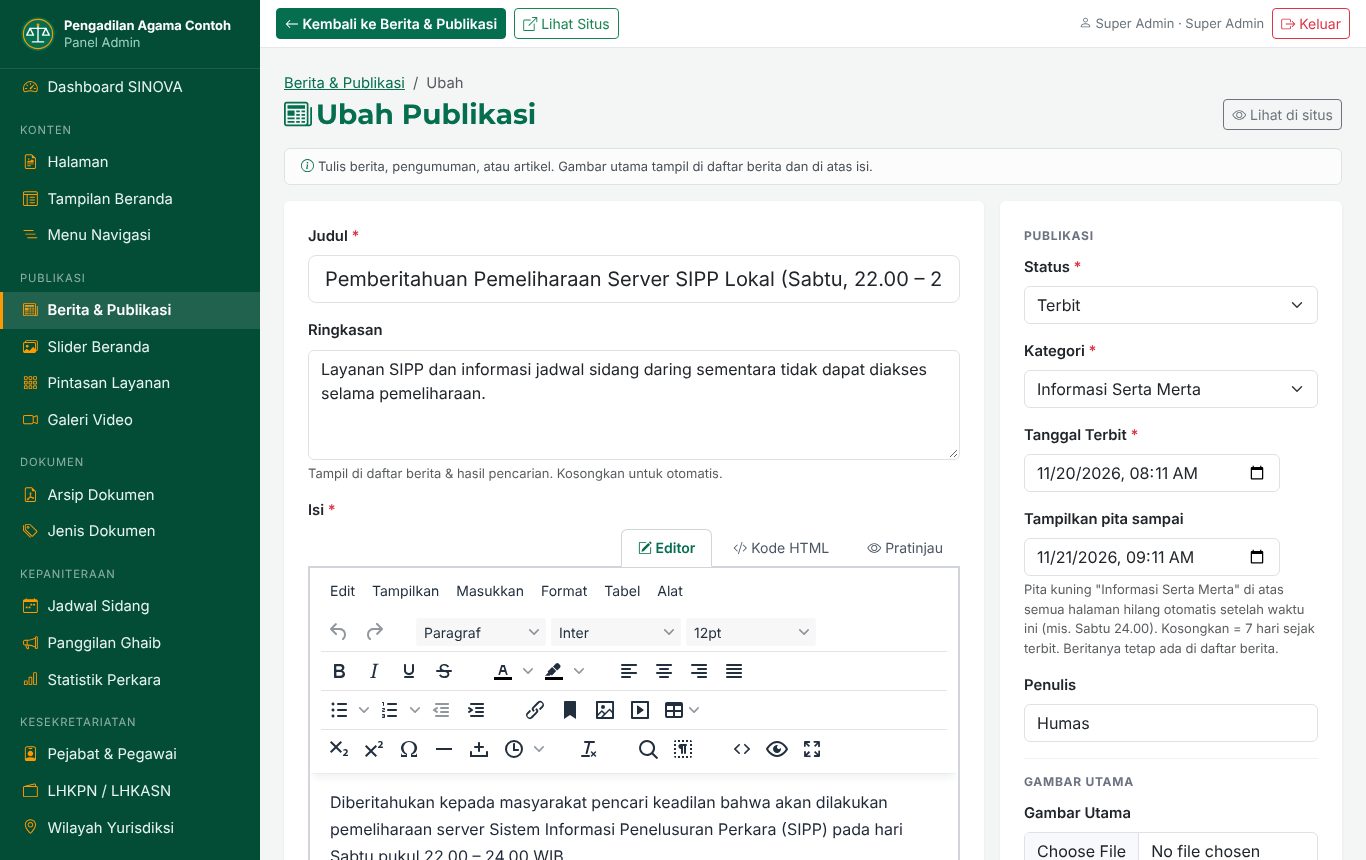 Pengadilan Agama Contoh
Panel Admin
Dashboard SINOVA
KONTEN
Halaman
Tampilan Beranda
Menu Navigasi
PUBLIKASI
Berita & Publikasi
Slider Beranda
Pintasan Layanan
Galeri Video
DOKUMEN
Arsip Dokumen
Jenis Dokumen
KEPANITERAAN
Jadwal Sidang
Panggilan Ghaib
Statistik Perkara
KESEKRETARIATAN
Pejabat & Pegawai
LHKPN / LHKASN
Wilayah Yurisdiksi
← Kembali ke Berita & Publikasi
Lihat Situs
Super Admin · Super Admin
Keluar
Berita & Publikasi / Ubah
Ubah Publikasi
Lihat di situs
Tulis berita, pengumuman, atau artikel. Gambar utama tampil di daftar berita dan di atas isi.
Judul *
Pemberitahuan Pemeliharaan Server SIPP Lokal (Sabtu, 22.00 – 2
Ringkasan
Layanan SIPP dan informasi jadwal sidang daring sementara tidak dapat diakses
selama pemeliharaan.
Tampil di daftar berita & hasil pencarian. Kosongkan untuk otomatis.
Isi *
Editor
</> Kode HTML
Pratinjau
Edit Tampilkan Masukkan Format Tabel Alat
Paragraf Inter 12pt
Diberitahukan kepada masyarakat pencari keadilan bahwa akan dilakukan
pemeliharaan server Sistem Informasi Penelusuran Perkara (SIPP) pada hari
Sabtu pukul 22.00 – 24.00 WIB
PUBLIKASI
Status *
Terbit
Kategori *
Informasi Serta Merta
Tanggal Terbit *
11/20/2026, 08:11 AM
Tampilkan pita sampai
11/21/2026, 09:11 AM
Pita kuning "Informasi Serta Merta" di atas
semua halaman hilang otomatis setelah waktu
ini (mis. Sabtu 24.00). Kosongkan = 7 hari sejak
terbit. Beritanya tetap ada di daftar berita.
Penulis
Humas
GAMBAR UTAMA
Gambar Utama
Choose File No file chosen